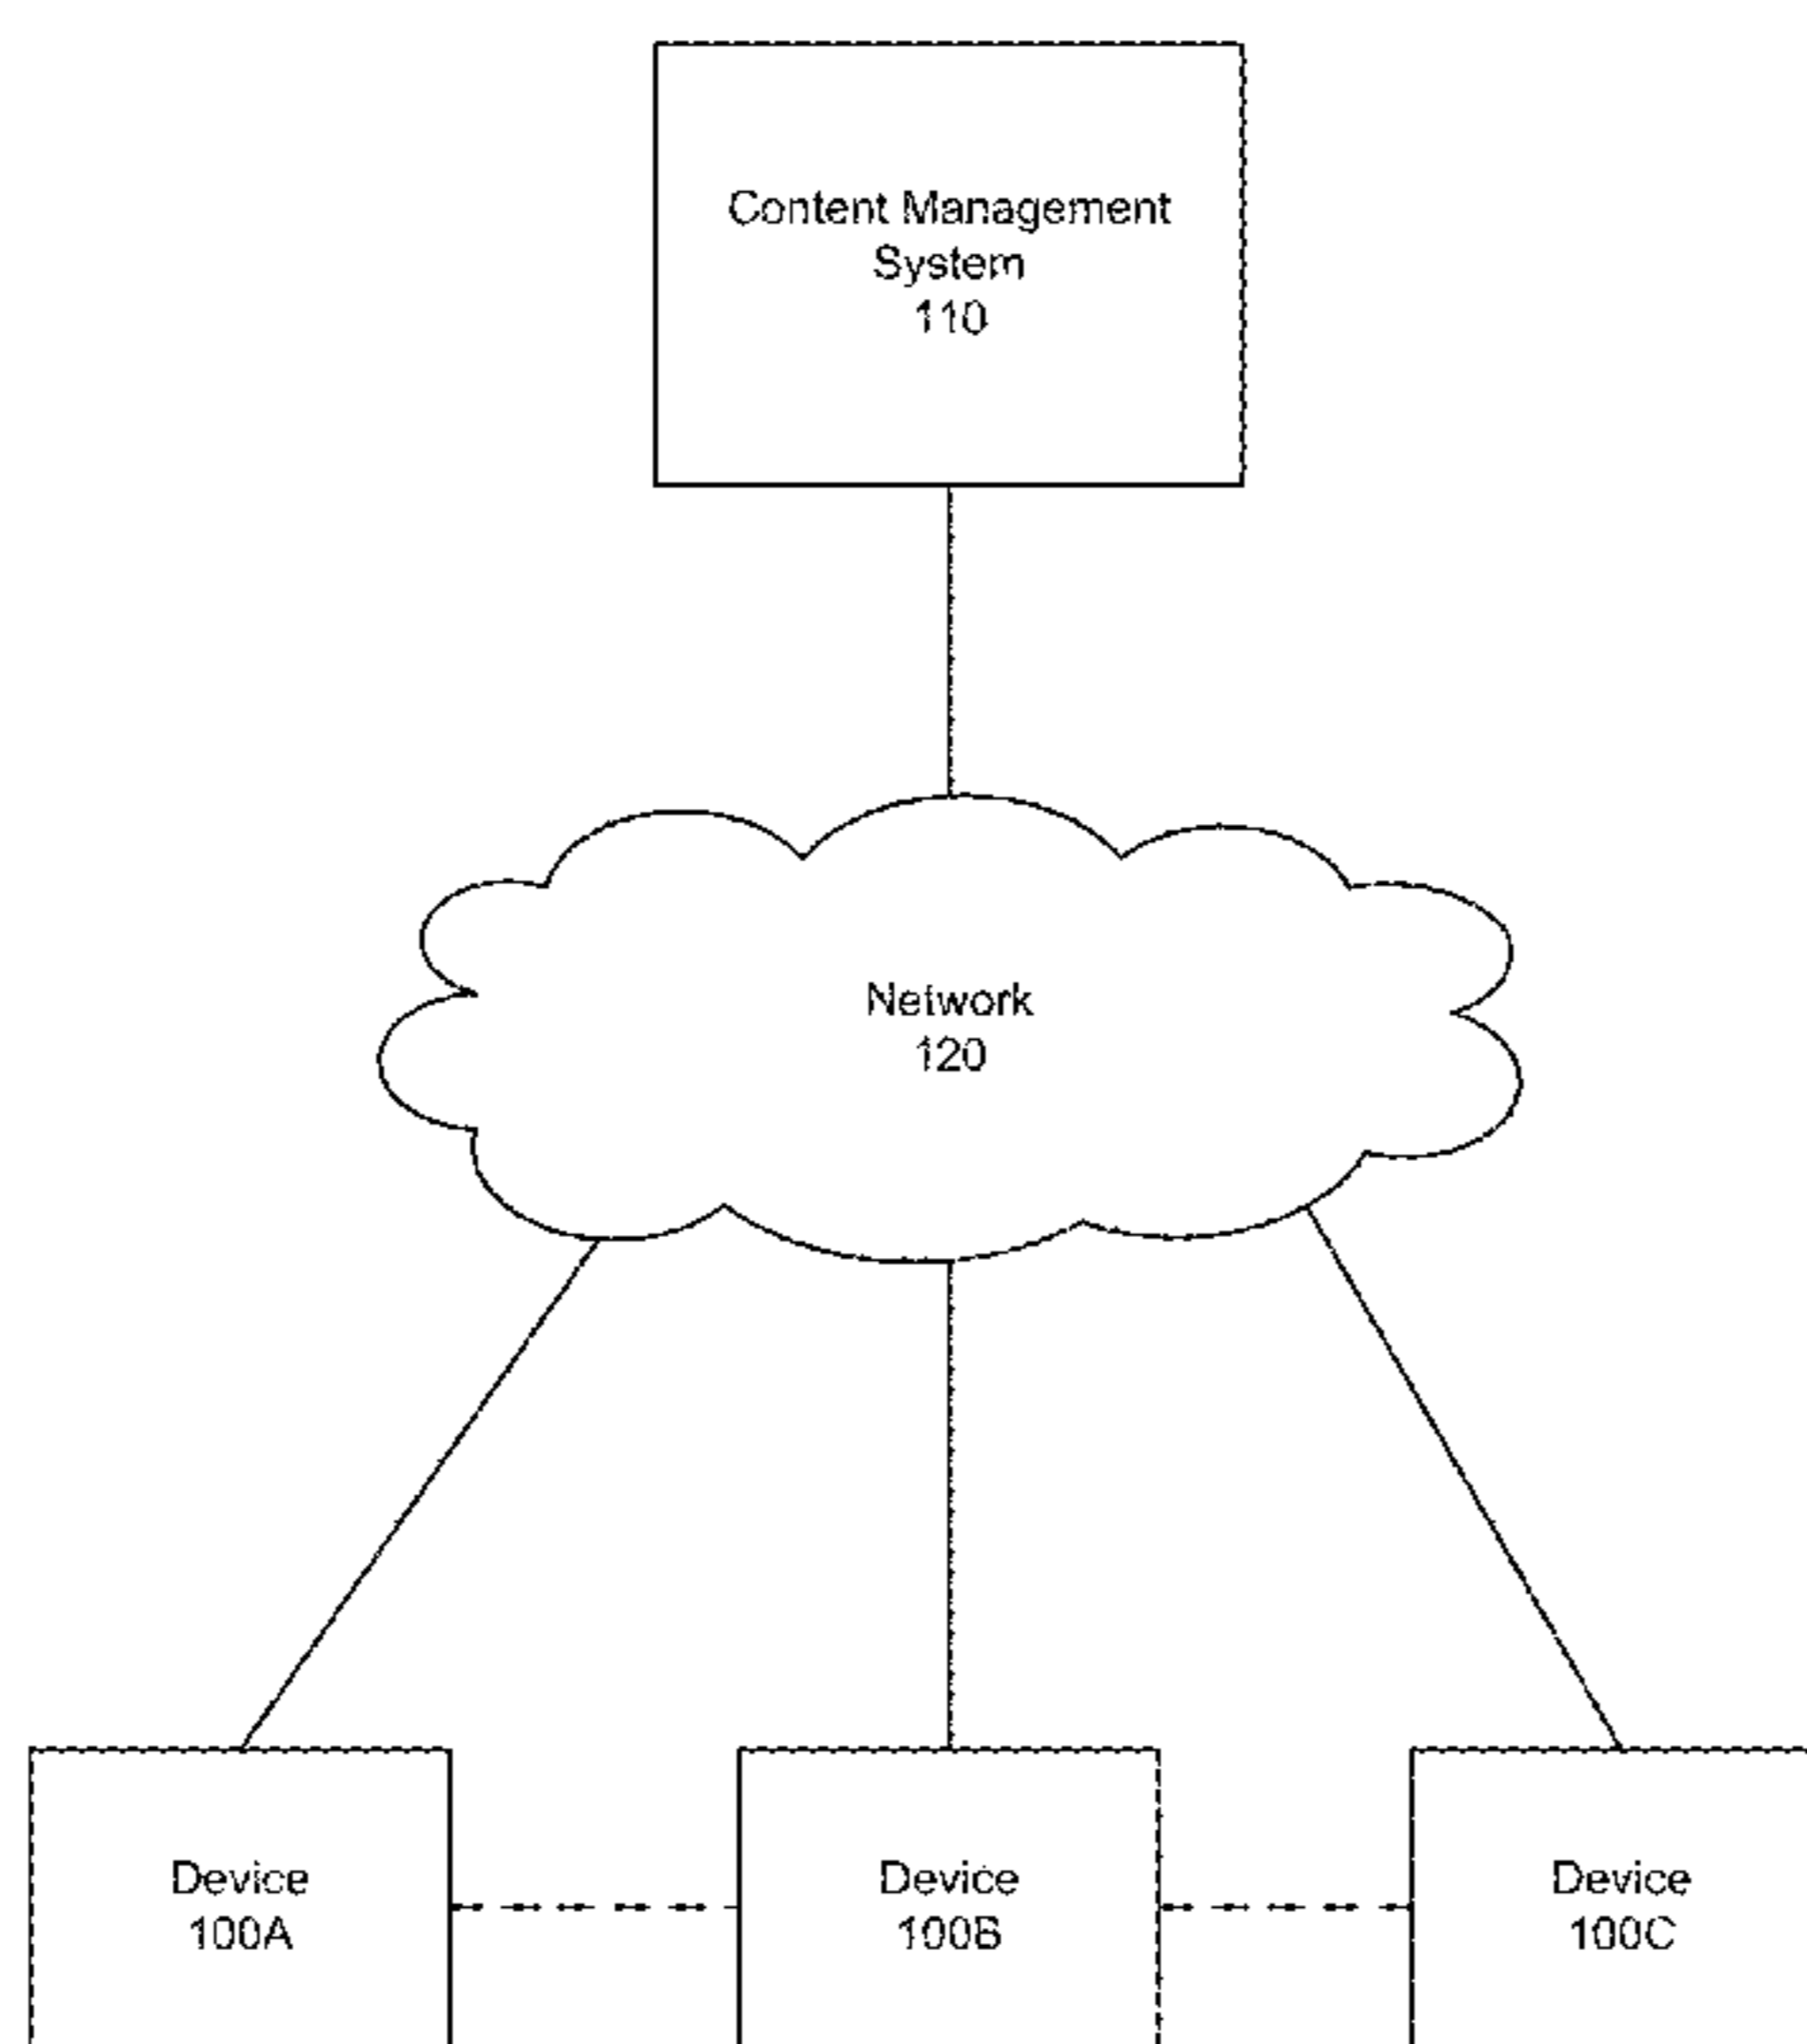 Content Management
System
110
Network
120
Device
100A
Device
100B
Device
100C